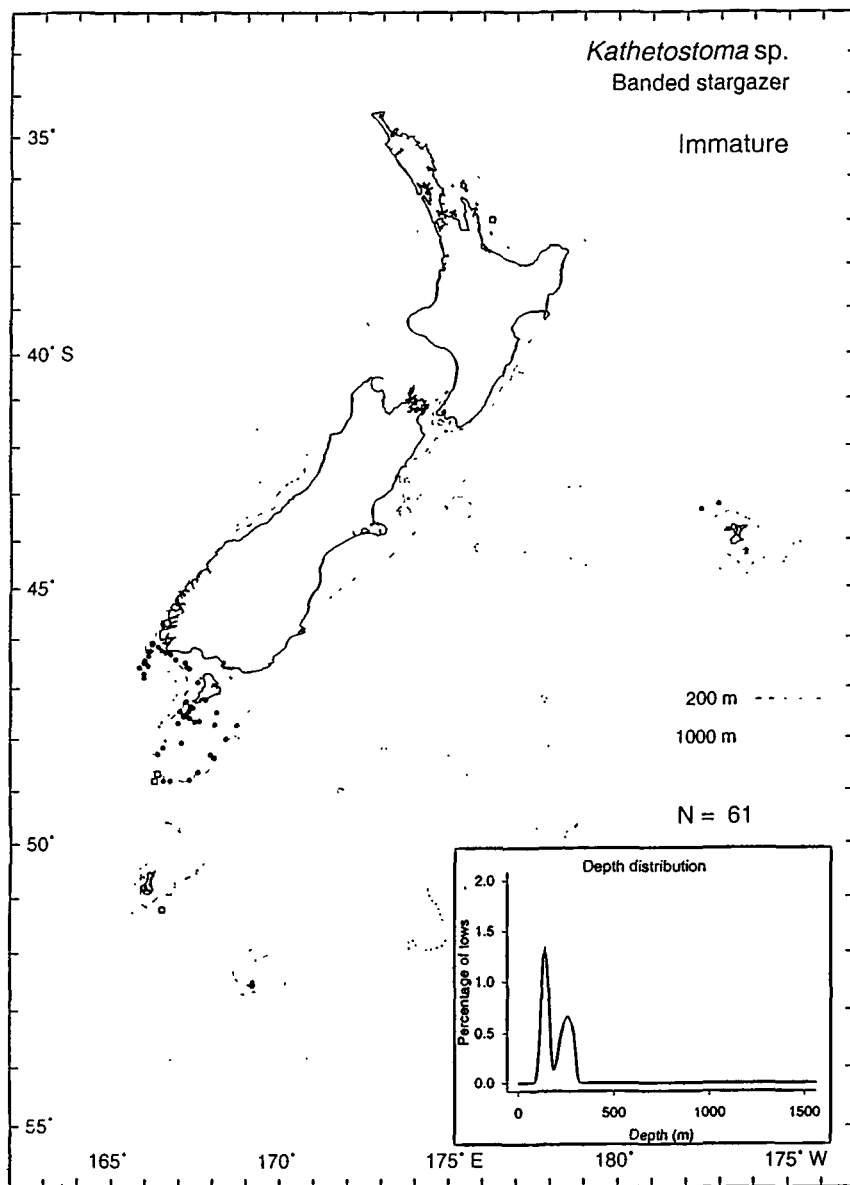 Kathetostoma sp.
Banded stargazer
Immature
35°
40° S
45°
200 m
1000 m
N = 61
50°
Depth distribution
2.0
1.5
1.0
0.5
0.0
Percentage of tows
0
500
1000
1500
Depth (m)
55°
165°
170°
175° E
180°
175° W